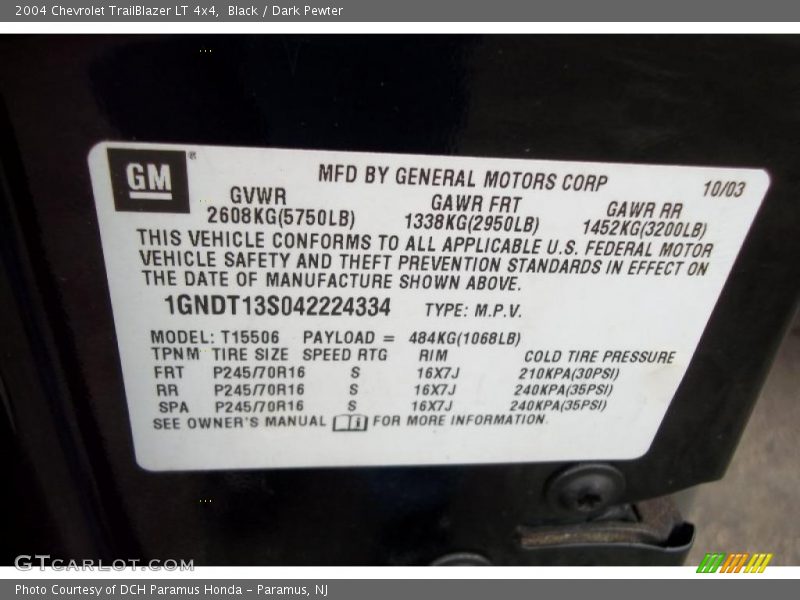 2004 Chevrolet TrailBlazer LT 4x4, Black / Dark Pewter
GM ®
MFD BY GENERAL MOTORS CORP 10/03
GVWR GAWR FRT GAWR RR
2608KG(5750LB) 1338KG(2950LB) 1452KG(3200LB)
THIS VEHICLE CONFORMS TO ALL APPLICABLE U.S. FEDERAL MOTOR
VEHICLE SAFETY AND THEFT PREVENTION STANDARDS IN EFFECT ON
THE DATE OF MANUFACTURE SHOWN ABOVE.
1GNDT13S042224334 TYPE: M.P.V.
MODEL: T15506 PAYLOAD = 484KG(1068LB)
TPNM TIRE SIZE SPEED RTG RIM COLD TIRE PRESSURE
FRT P245/70R16 S 16X7J 210KPA(30PSI)
RR P245/70R16 S 16X7J 240KPA(35PSI)
SPA P245/70R16 S 16X7J 240KPA(35PSI)
SEE OWNER'S MANUAL FOR MORE INFORMATION.
GTCARLOT.COM
Photo Courtesy of DCH Paramus Honda - Paramus, NJ